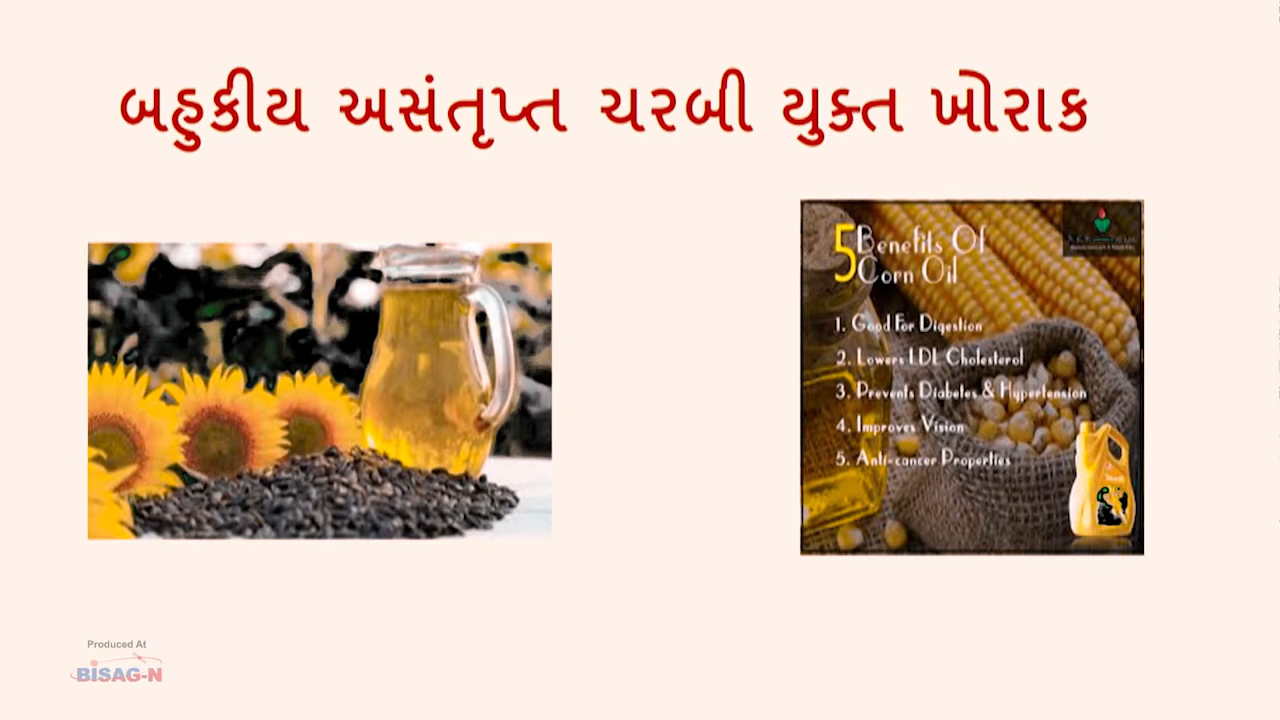 બહુકીય અસંતૃપ્ત ચરબી યુક્ત ખોરાક
5 Benefits Of
Corn Oil
1. Good For Digestion
2. Lowers LDL Cholesterol
3. Prevents Diabetes & Hypertension
4. Improves Vision
5. Anti-cancer Properties
Produced At
BISAG-N